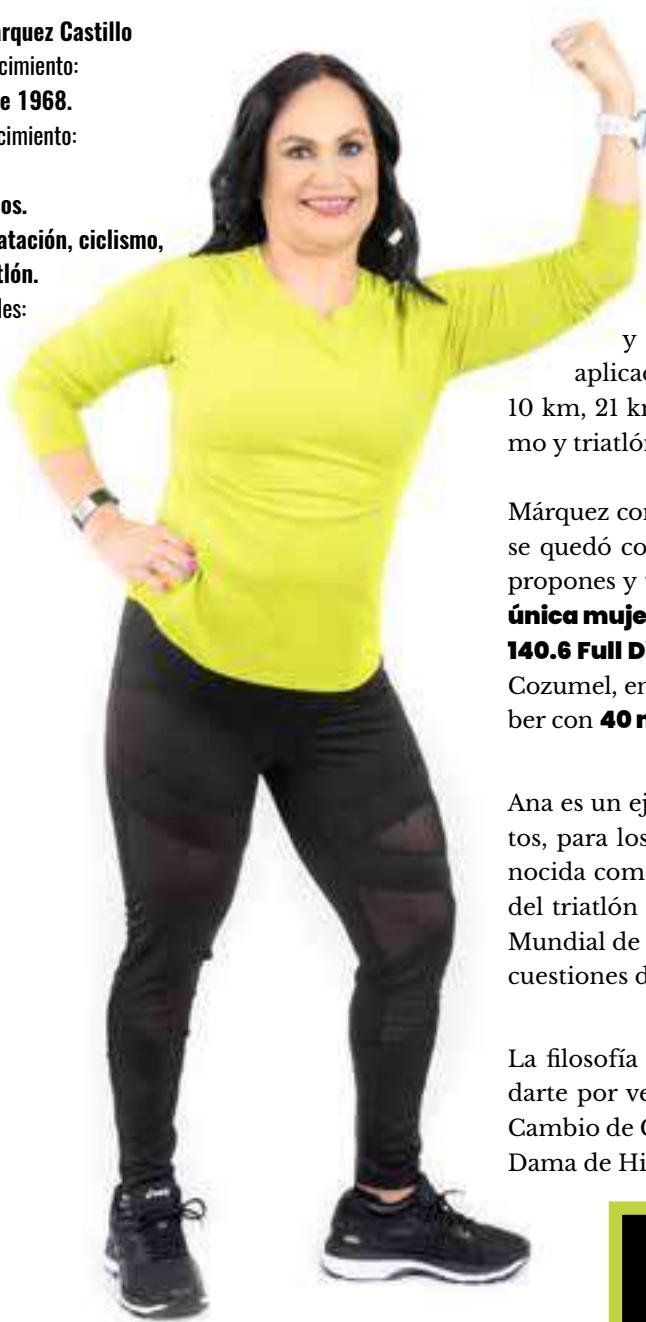 rquez Castillo
cimiento:
e 1968.
cimiento:
os.
atación, ciclismo,
tlón.
les:
y
aplicac
10 km, 21 kr
mo y triatlón
Márquez cor
se quedó co
propones y
única muje
140.6 Full D
Cozumel, en
ber con 40 n
Ana es un ej
tos, para los
nocida com
del triatlón
Mundial de
cuestiones d
La filosofía
darte por ve
Cambio de C
Dama de Hi